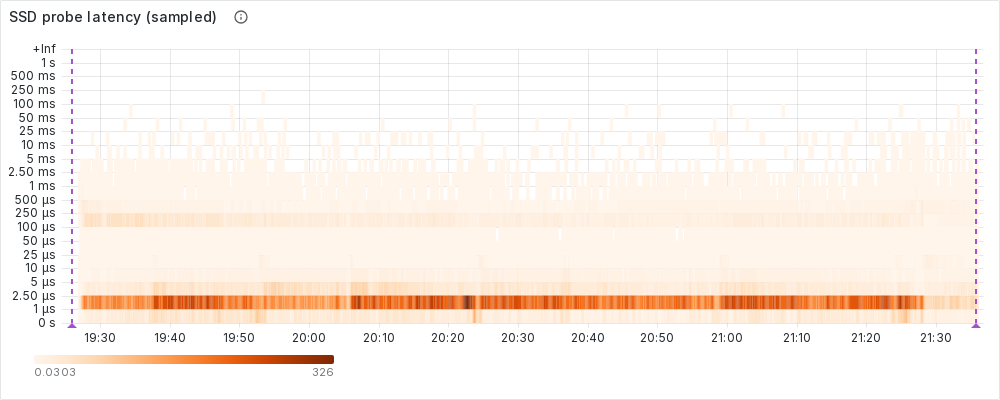 SSD probe latency (sampled)
+Inf
1 s
500 ms
250 ms
100 ms
50 ms
25 ms
10 ms
5 ms
2.50 ms
1 ms
500 µs
250 µs
100 µs
50 µs
25 µs
10 µs
5 µs
2.50 µs
1 µs
0 s
19:30 19:40 19:50 20:00 20:10 20:20 20:30 20:40 20:50 21:00 21:10 21:20 21:30
0.0303 326